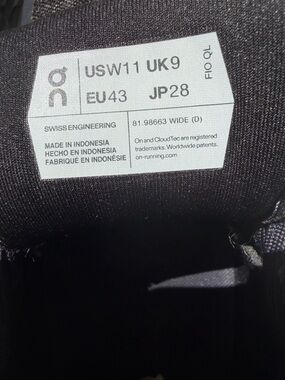 on
USW11 UK9
EU43 JP28
FIO QL
SWISS ENGINEERING
81.98663 WIDE (D)
MADE IN INDONESIA
HECHO EN INDONESIA
FABRIQUÉ EN INDONÉSIE
On and CloudTec are registered
trademarks. Worldwide patents.
on-running.com